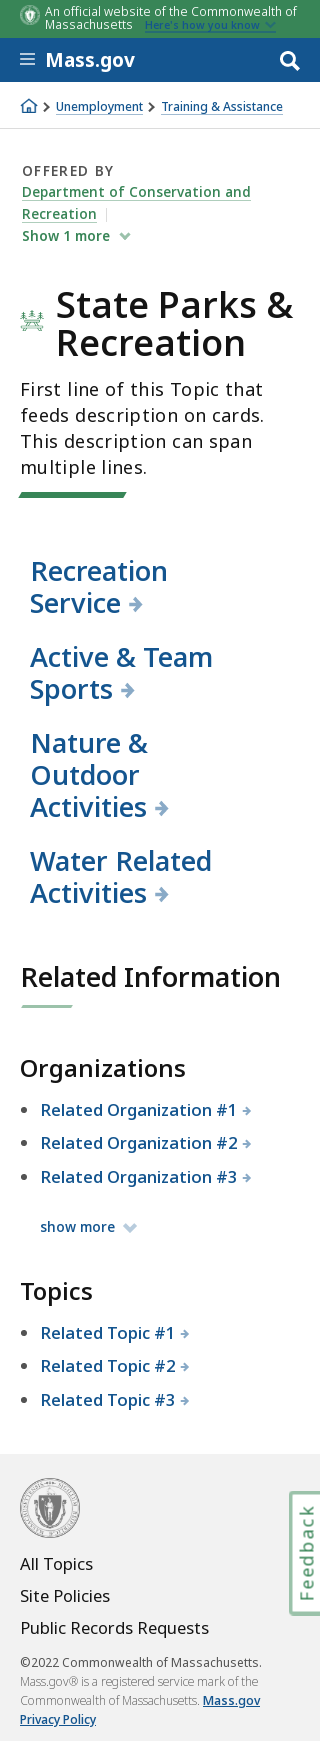 An official website of the Commonwealth of
Massachusetts Here's how you know
Mass.gov
Unemployment Training & Assistance
OFFERED BY
Department of Conservation and
Recreation
Show 1 more
State Parks &
Recreation
First line of this Topic that
feeds description on cards.
This description can span
multiple lines.
Recreation
Service
Active & Team
Sports
Nature &
Outdoor
Activities
Water Related
Activities
Related Information
Organizations
Related Organization #1
Related Organization #2
Related Organization #3
show more
Topics
Related Topic #1
Related Topic #2
Related Topic #3
Feedback
All Topics
Site Policies
Public Records Requests
©2022 Commonwealth of Massachusetts.
Mass.gov® is a registered service mark of the
Commonwealth of Massachusetts. Mass.gov
Privacy Policy